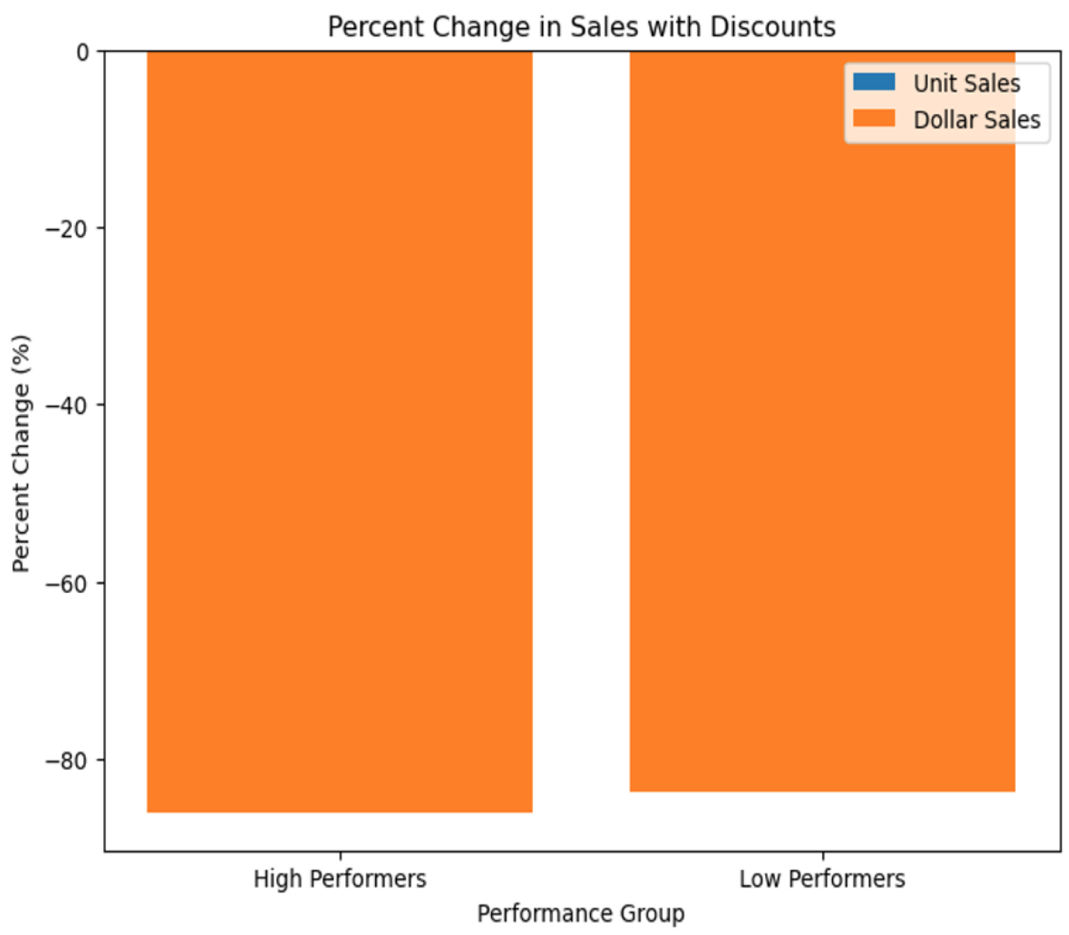 Percent Change in Sales with Discounts
0
−20
−40
−60
−80
Percent Change (%)
Unit Sales
Dollar Sales
High Performers
Low Performers
Performance Group